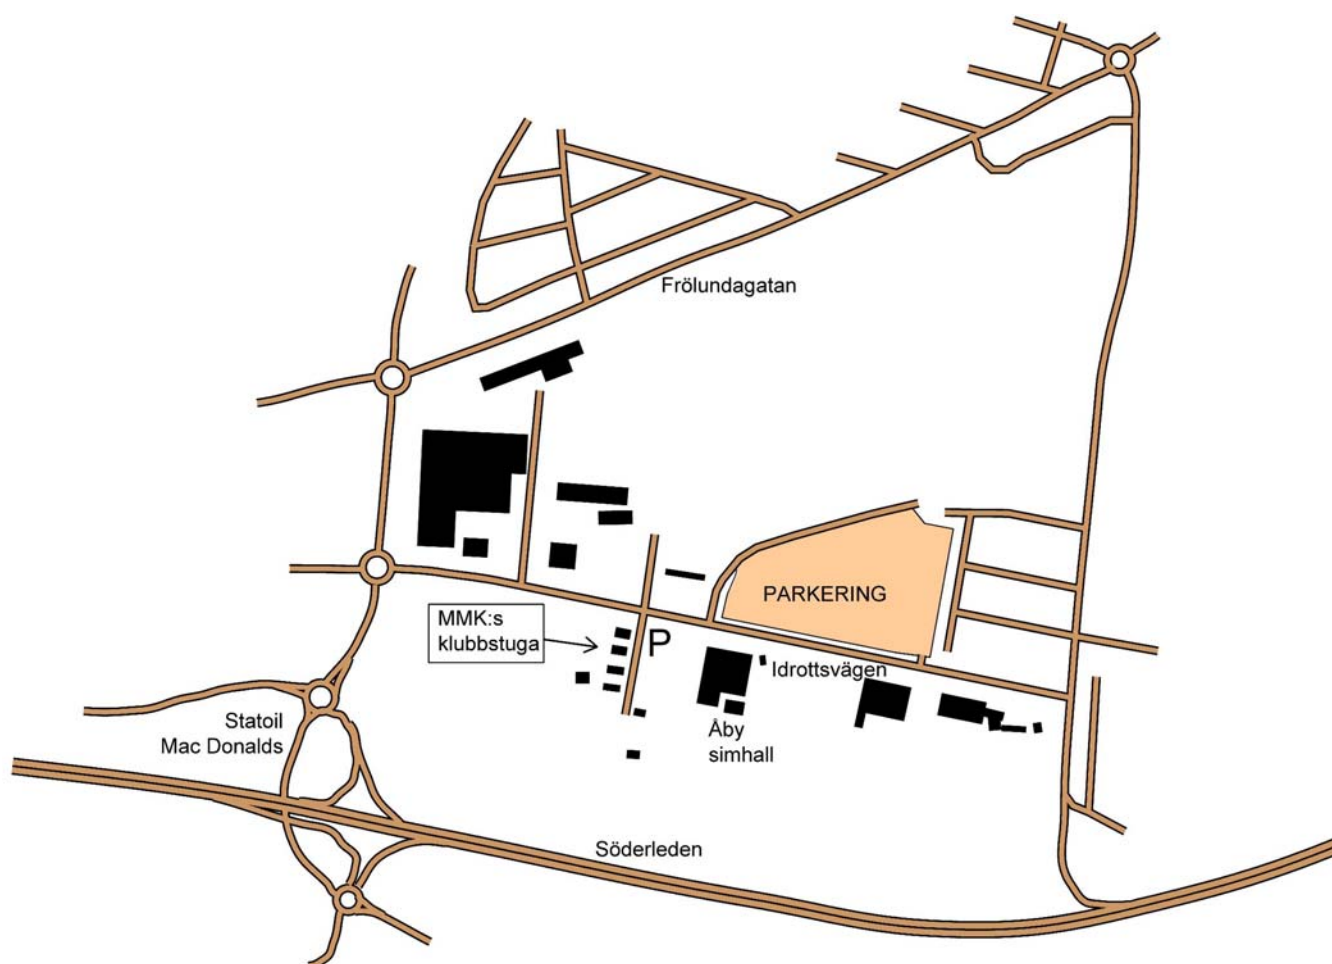 Frölundagatan
PARKERING
MMK:s
klubbstuga
P
Idrottsvägen
Statoil
Mac Donalds
Åby
simhall
Söderleden